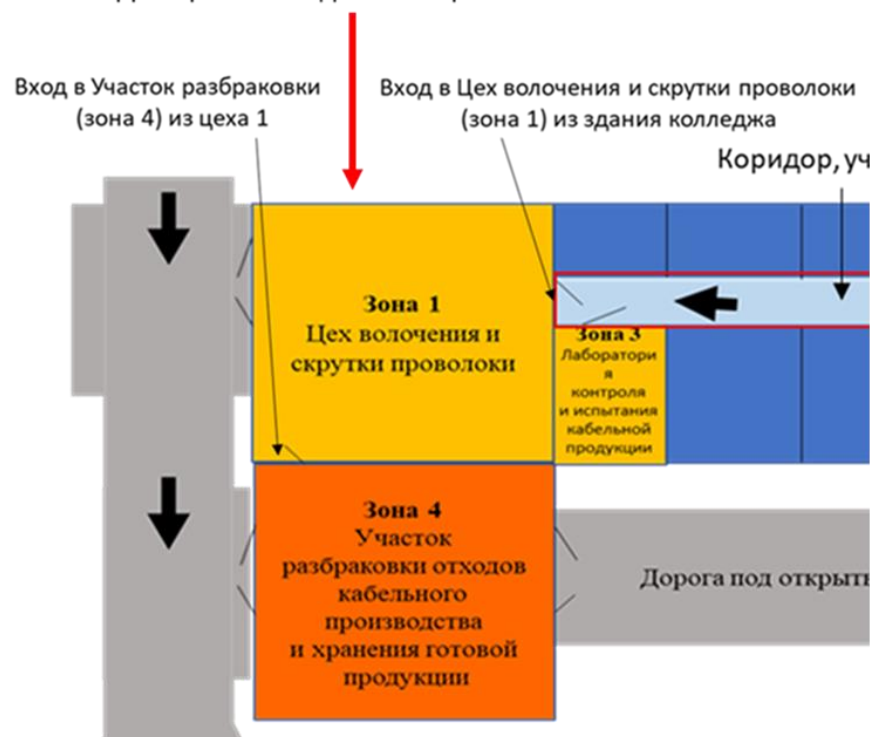 Вход в Участок разбраковки
(зона 4) из цеха 1
Вход в Цех волочения и скрутки проволоки
(зона 1) из здания колледжа
Коридор, уч
Зона 1
Цех волочения и
скрутки проволоки
Зона 3
Лаборатори
я
контроля
и испытания
кабельной
продукции
Зона 4
Участок
разбраковки отходов
кабельного
производства
и хранения готовой
продукции
Дорога под открыть